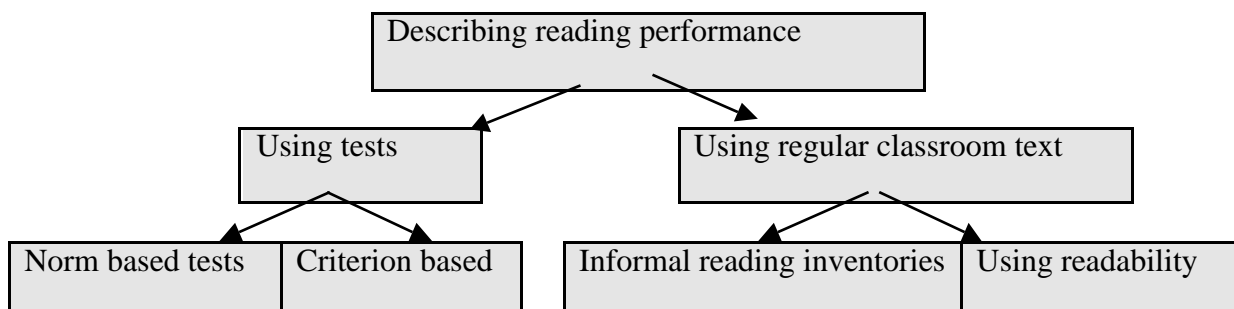 Describing reading performance
Using tests
Using regular classroom text
Norm based tests
Criterion based
Informal reading inventories
Using readability